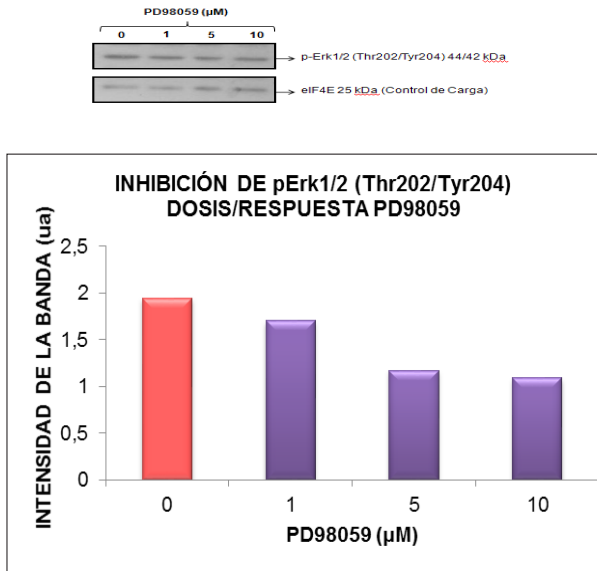 PD98059 (µM)
0 1 5 10
p-Erk1/2 (Thr202/Tyr204) 44/42 kDa
eIF4E 25 kDa (Control de Carga)
INHIBICIÓN DE pErk1/2 (Thr202/Tyr204)
DOSIS/RESPUESTA PD98059
INTENSIDAD DE LA BANDA (ua)
2,5
2
1,5
1
0,5
0
0 1 5 10
PD98059 (µM)